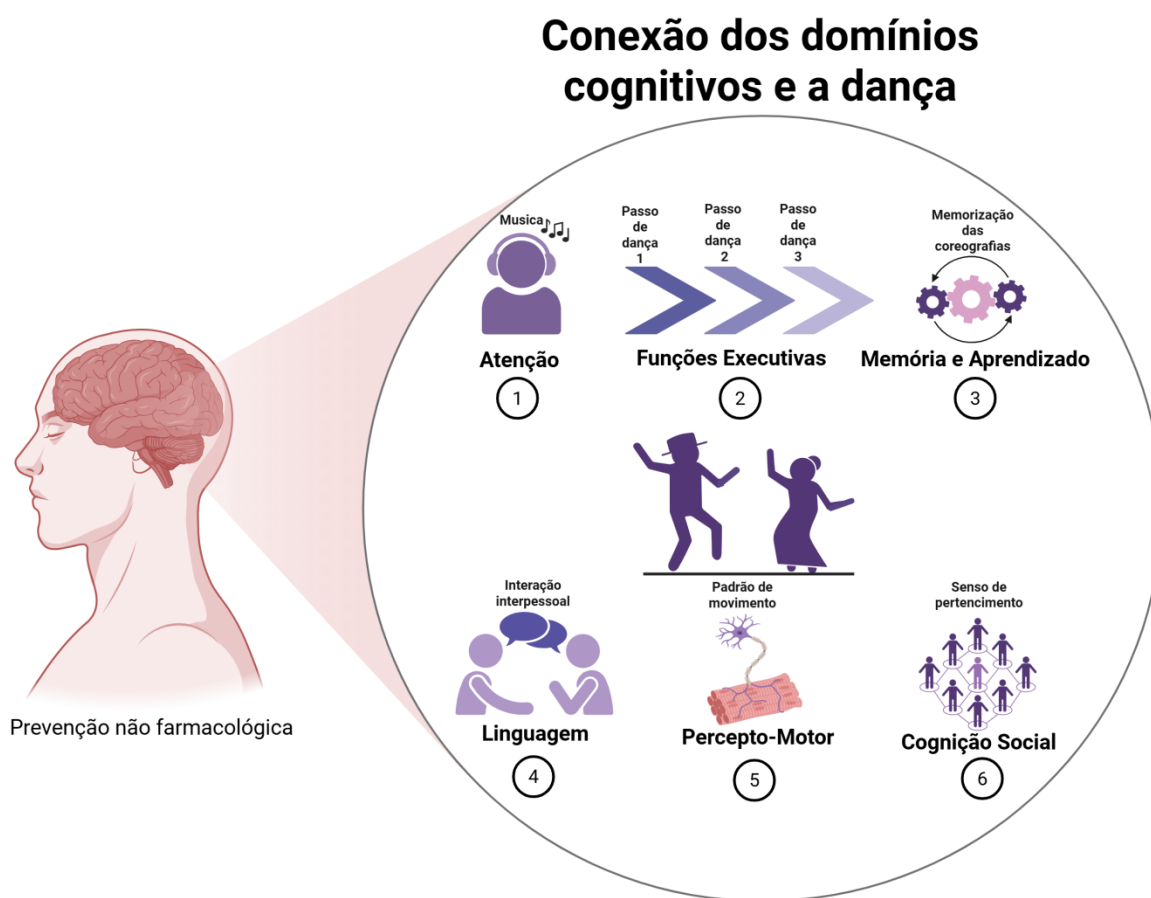 Conexão dos domínios
cognitivos e a dança
Musica
Passo
de
dança
1
Passo
de
dança
2
Passo
de
dança
3
Memorização
das
coreografias
Atenção
Funções Executivas
Memória e Aprendizado
1
2
3
Interação
interpessoal
Padrão de
movimento
Senso de
pertencimento
Linguagem
Percepto-Motor
Cognição Social
4
5
6
Prevenção não farmacológica